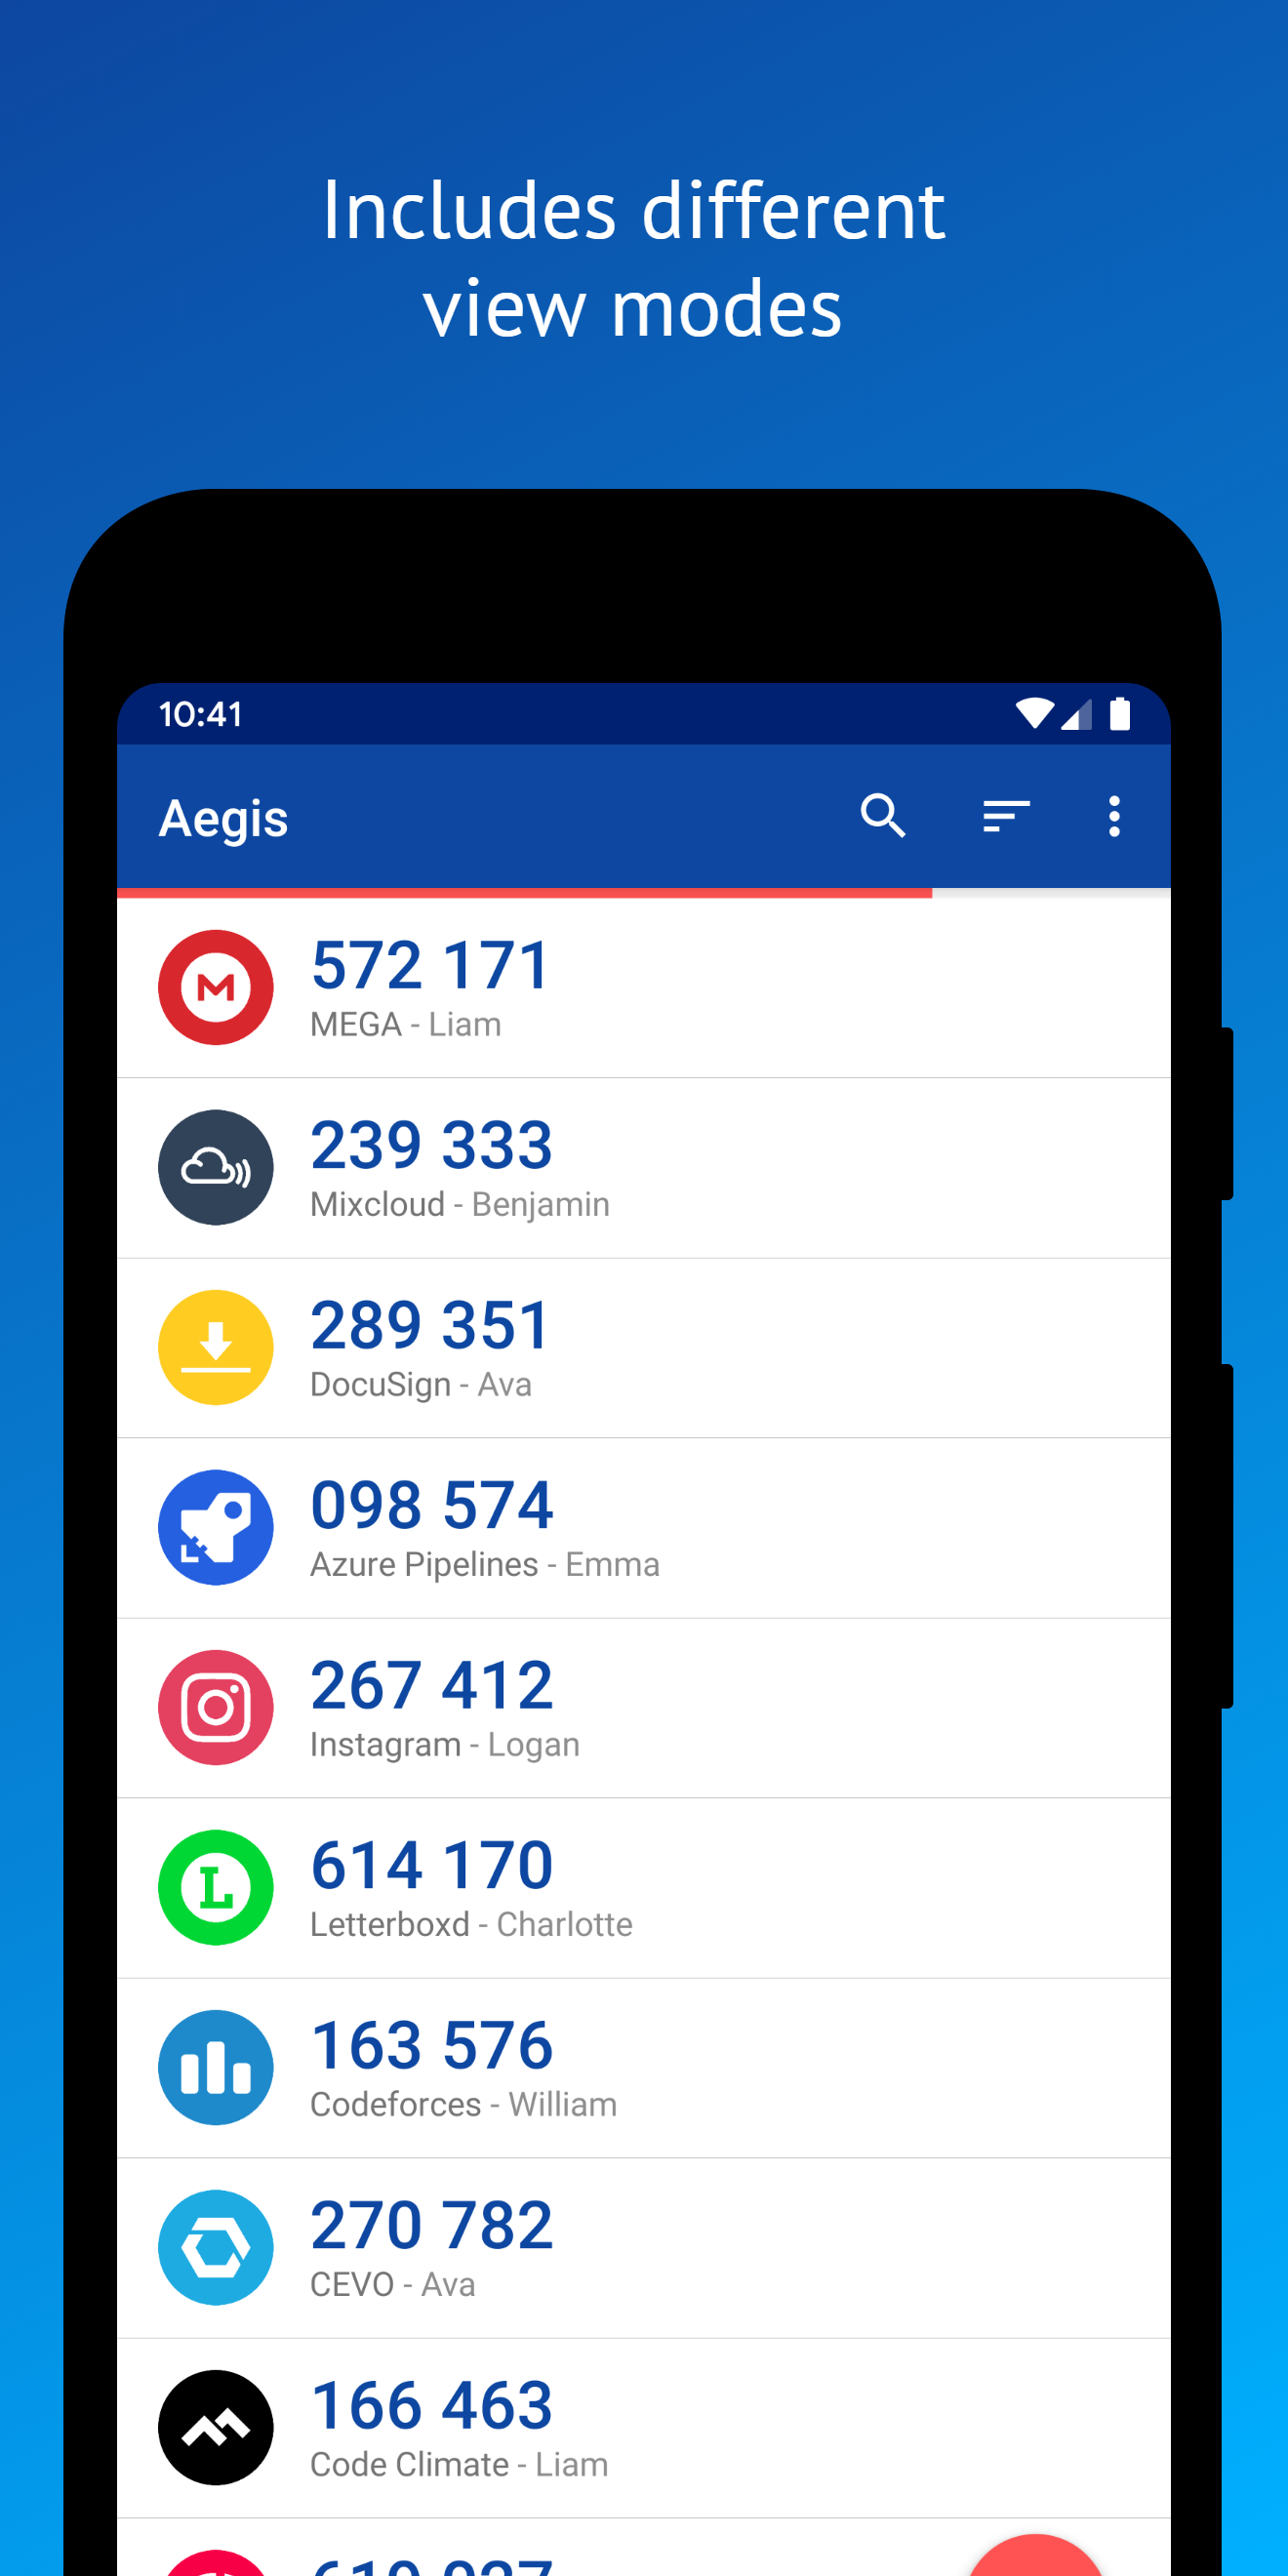 Includes different
view modes
10:41
Aegis
572 171
MEGA - Liam
239 333
Mixcloud - Benjamin
289 351
DocuSign - Ava
098 574
Azure Pipelines - Emma
267 412
Instagram - Logan
614 170
Letterboxd - Charlotte
163 576
Codeforces - William
270 782
CEVO - Ava
166 463
Code Climate - Liam